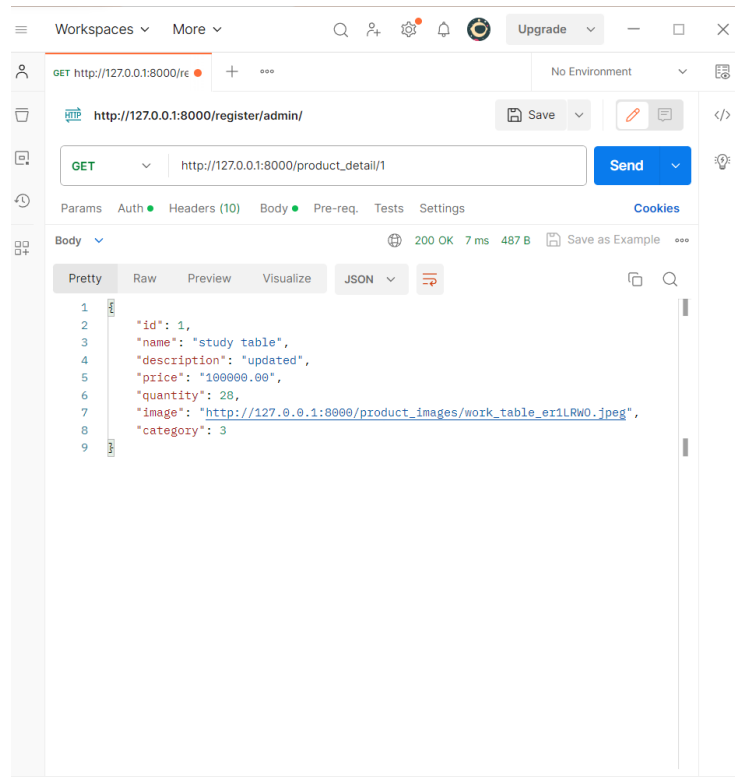 Workspaces More Upgrade
GET http://127.0.0.1:8000/re No Environment
HTTP http://127.0.0.1:8000/register/admin/ Save
GET http://127.0.0.1:8000/product_detail/1 Send
Params Auth Headers (10) Body Pre-req. Tests Settings Cookies
Body 200 OK 7 ms 487 B Save as Example
Pretty Raw Preview Visualize JSON
1 {
2 "id": 1,
3 "name": "study table",
4 "description": "updated",
5 "price": "100000.00",
6 "quantity": 28,
7 "image": "http://127.0.0.1:8000/product_images/work_table_er1LRWO.jpeg",
8 "category": 3
9 }